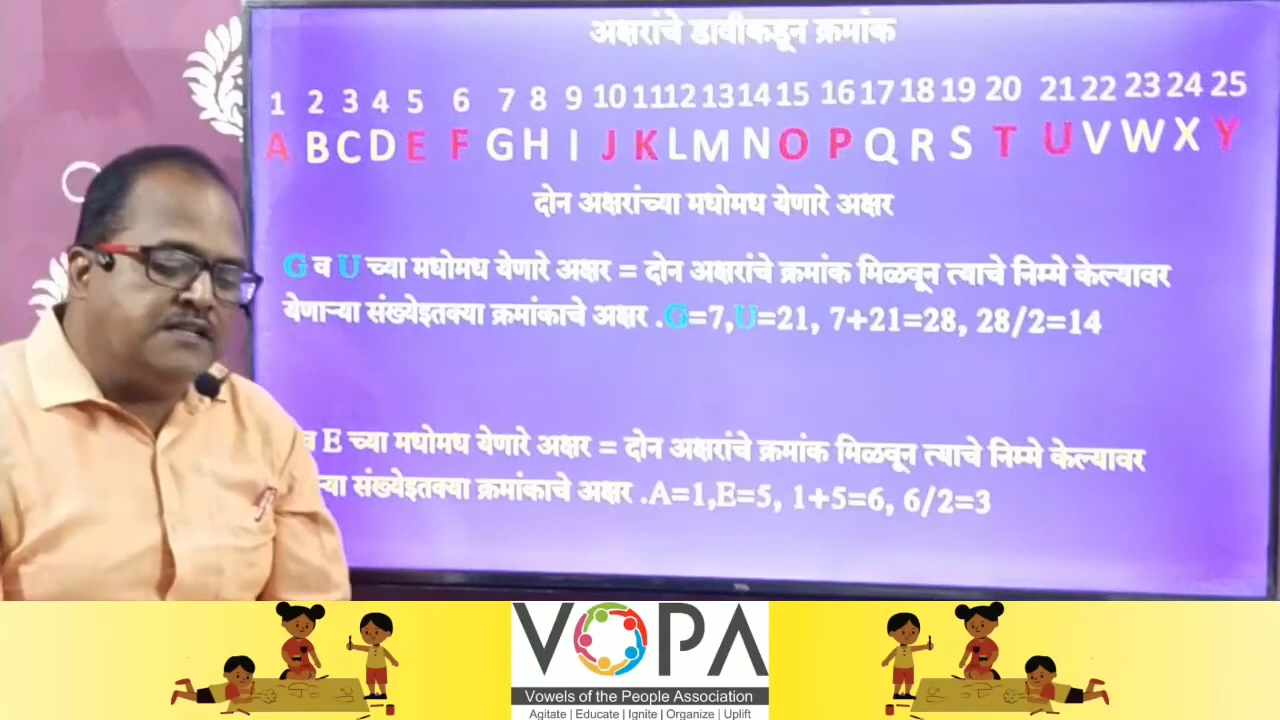 अक्षरांचे डावीकडून क्रमांक
1 2 3 4 5 6 7 8 9 10 11 12 13 14 15 16 17 18 19 20 21 22 23 24 25
A B C D E F G H I J K L M N O P Q R S T U V W X Y
दोन अक्षरांच्या मधोमध येणारे अक्षर
G व U च्या मधोमध येणारे अक्षर = दोन अक्षरांचे क्रमांक मिळवून त्याचे निम्मे केल्यावर
येणाऱ्या संख्येइतक्या क्रमांकाचे अक्षर .G=7,U=21, 7+21=28, 28/2=14
व E च्या मधोमध येणारे अक्षर = दोन अक्षरांचे क्रमांक मिळवून त्याचे निम्मे केल्यावर
संख्येइतक्या क्रमांकाचे अक्षर .A=1,E=5, 1+5=6, 6/2=3
VOPA
Vowels of the People Association
Agitate | Educate | Ignite | Organize | Uplift